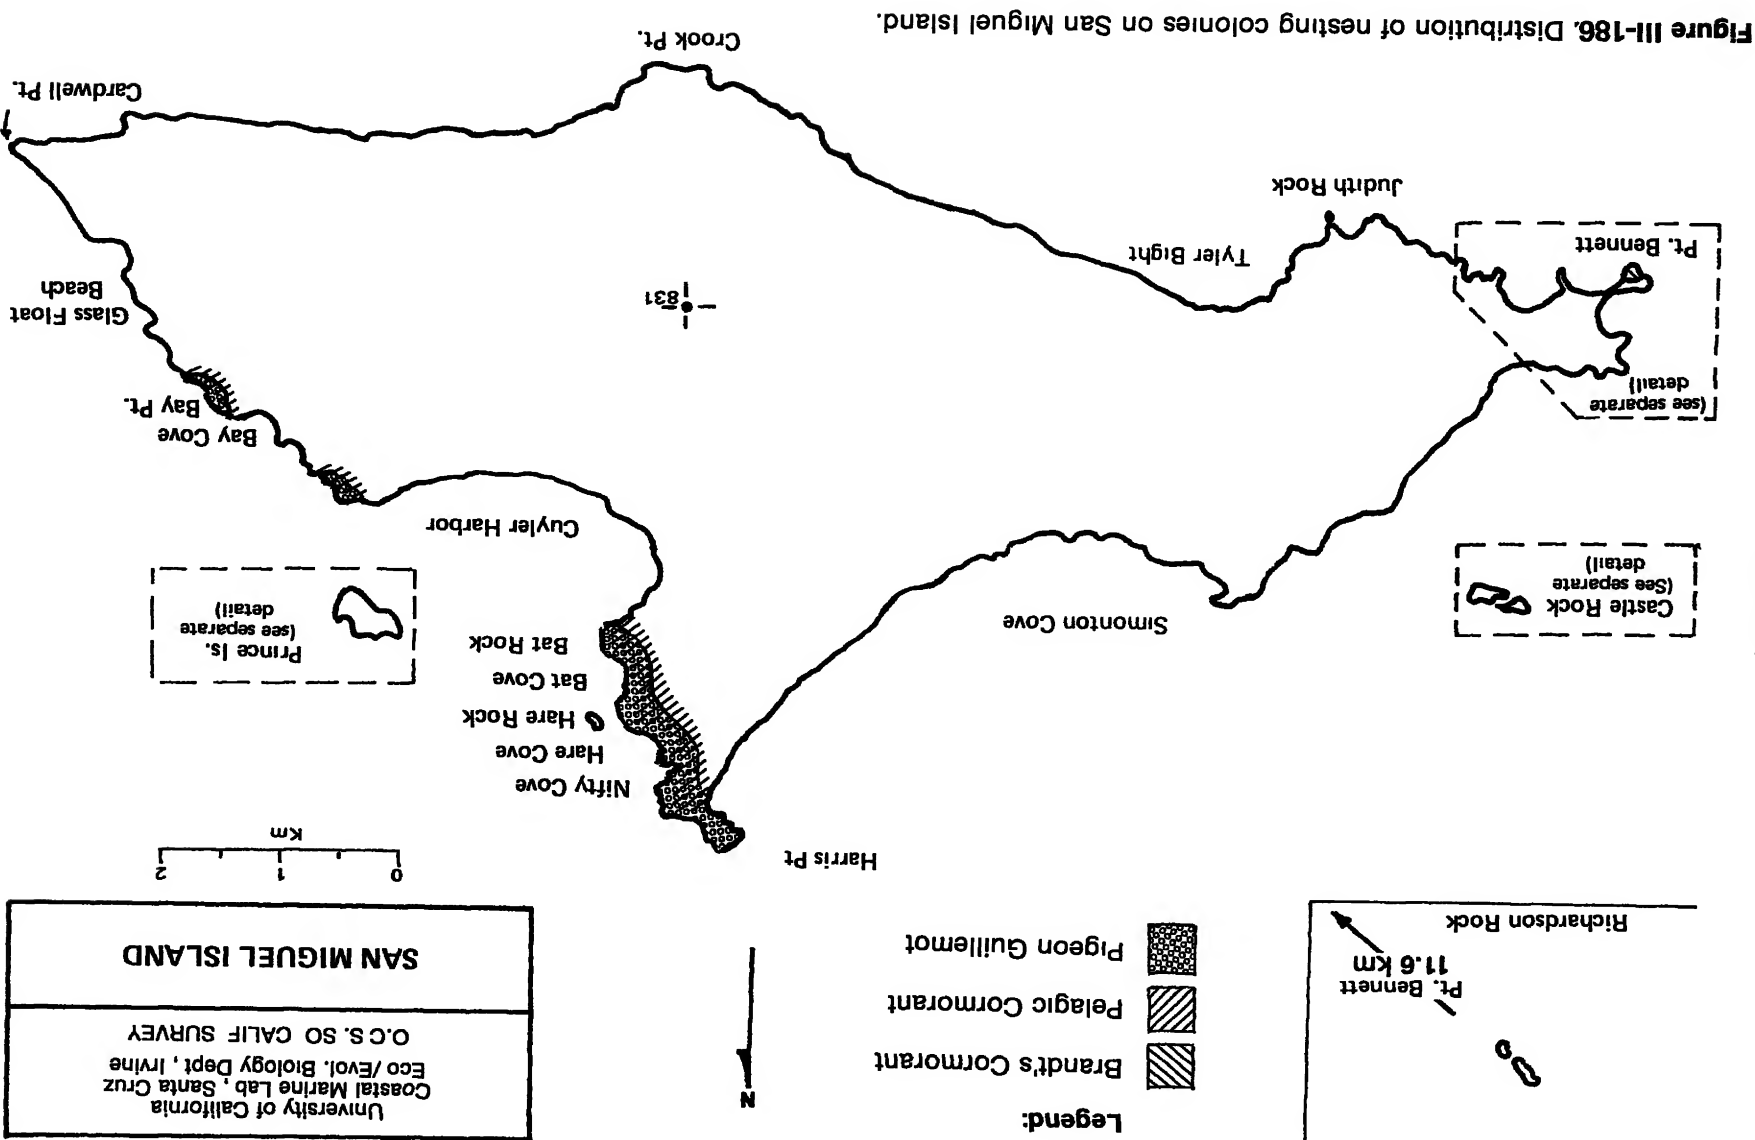 University of California
Coastal Marine Lab, Santa Cruz
Eco/Evol. Biology Dept, Irvine
O.C.S. SO CALIF SURVEY
SAN MIGUEL ISLAND
Legend:
Brandt's Cormorant
Pelagic Cormorant
Pigeon Guillemot
N
Pt. Bennett
11.6 km
Richardson Rock
0 1 2
Km
Harris Pt
Nifty Cove
Hare Cove
Hare Rock
Bat Cove
Bat Rock
Prince Is.
(see separate
detail)
Castle Rock
(See separate
detail)
Simonton Cove
Cuyler Harbor
Bay Cove
Bay Pt.
(see separate
detail)
Pt. Bennett
Glass Float
Beach
831
Tyler Bight
Judith Rock
Cardwell Pt.
Crook Pt.
Figure III-186. Distribution of nesting colonies on San Miguel Island.